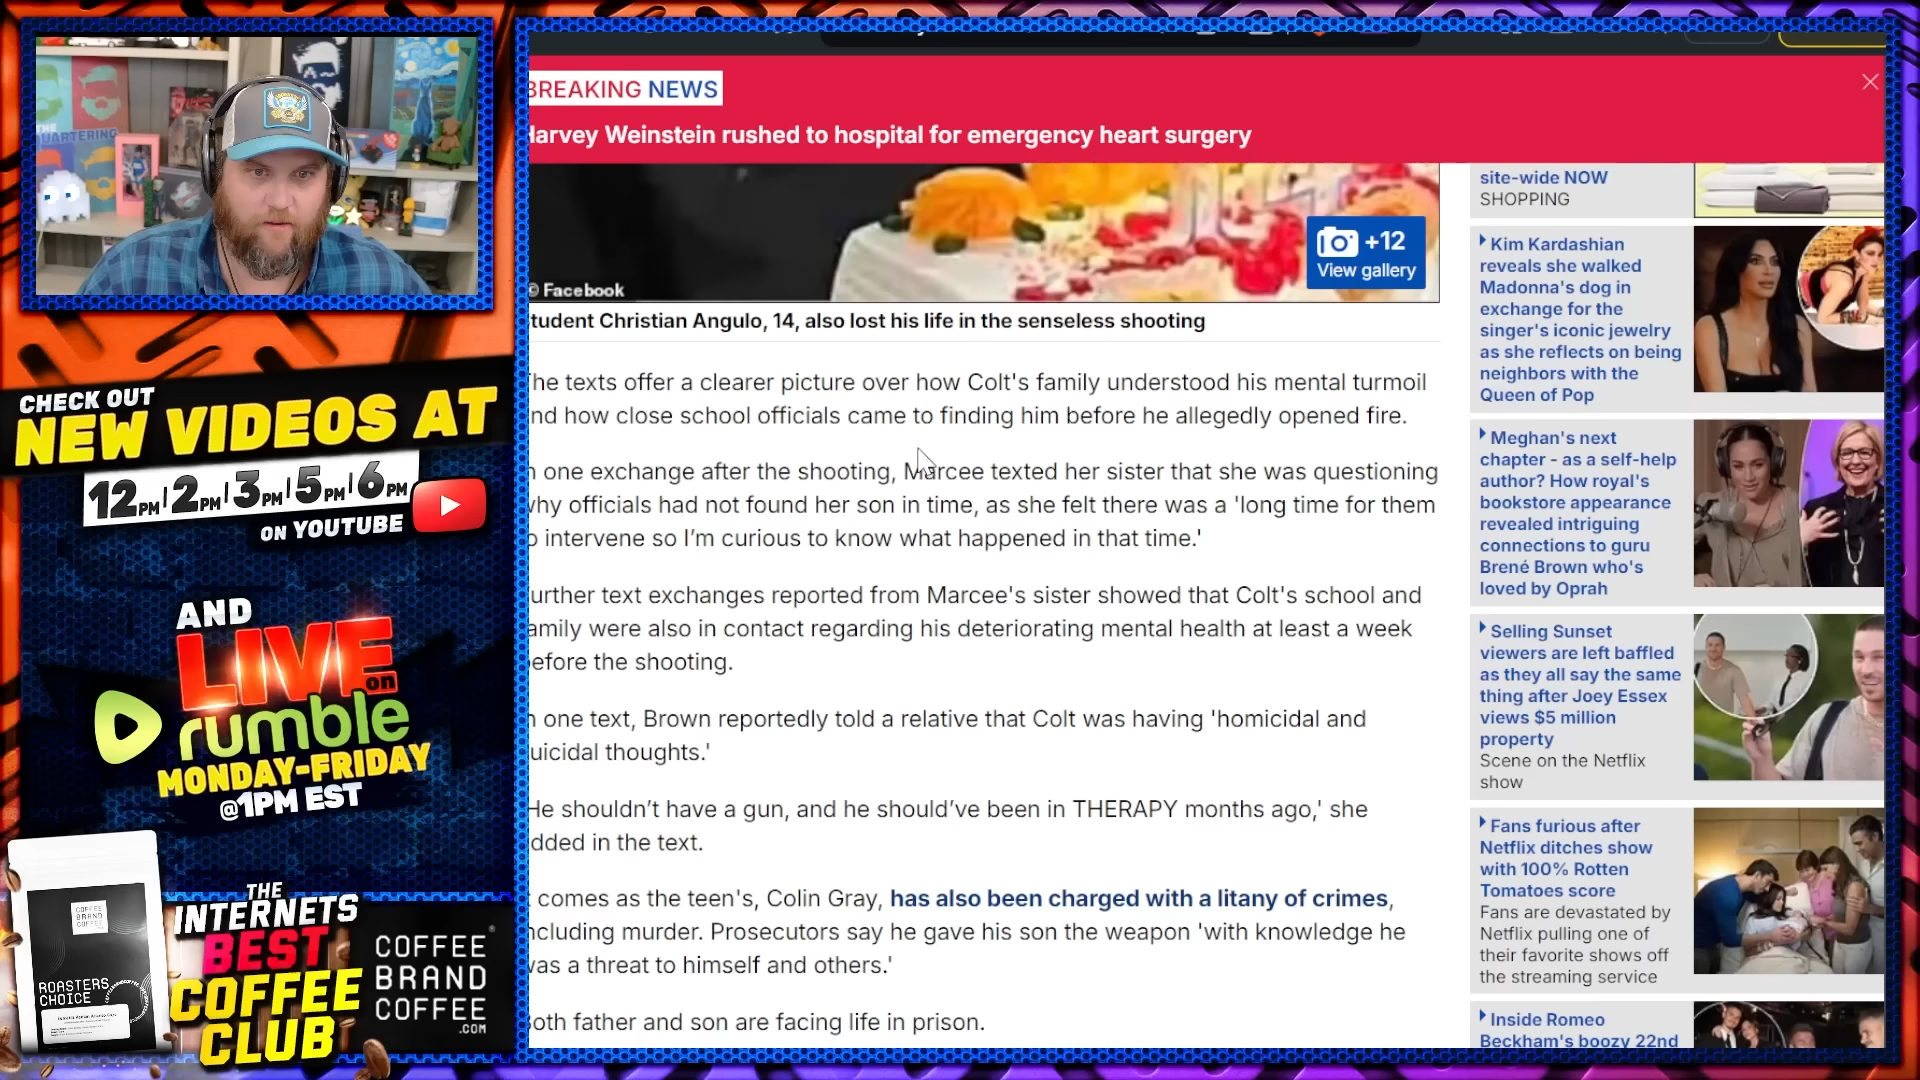 THE
QUARTERING
CHECK OUT
NEW VIDEOS AT
12PM | 2PM | 3PM | 5PM | 6PM
ON YOUTUBE
AND
LIVE
on
rumble
MONDAY-FRIDAY
@1PM EST
COFFEE
BRAND
COFFEE
ROASTERS
CHOICE
THE
INTERNETS
BEST
COFFEE
CLUB
COFFEE
BRAND
COFFEE
.COM
BREAKING NEWS
Harvey Weinstein rushed to hospital for emergency heart surgery
+12
View gallery
© Facebook
tudent Christian Angulo, 14, also lost his life in the senseless shooting
he texts offer a clearer picture over how Colt's family understood his mental turmoil
nd how close school officials came to finding him before he allegedly opened fire.
n one exchange after the shooting, Marcee texted her sister that she was questioning
hy officials had not found her son in time, as she felt there was a 'long time for them
o intervene so I'm curious to know what happened in that time.'
urther text exchanges reported from Marcee's sister showed that Colt's school and
amily were also in contact regarding his deteriorating mental health at least a week
efore the shooting.
n one text, Brown reportedly told a relative that Colt was having 'homicidal and
uicidal thoughts.'
He shouldn't have a gun, and he should've been in THERAPY months ago,' she
dded in the text.
comes as the teen's, Colin Gray, has also been charged with a litany of crimes,
ncluding murder. Prosecutors say he gave his son the weapon 'with knowledge he
as a threat to himself and others.'
oth father and son are facing life in prison.
site-wide NOW
SHOPPING
Kim Kardashian
reveals she walked
Madonna's dog in
exchange for the
singer's iconic jewelry
as she reflects on being
neighbors with the
Queen of Pop
Meghan's next
chapter - as a self-help
author? How royal's
bookstore appearance
revealed intriguing
connections to guru
Brené Brown who's
loved by Oprah
Selling Sunset
viewers are left baffled
as they all say the same
thing after Joey Essex
views $5 million
property
Scene on the Netflix
show
Fans furious after
Netflix ditches show
with 100% Rotten
Tomatoes score
Fans are devastated by
Netflix pulling one of
their favorite shows off
the streaming service
Inside Romeo
Beckham's boozy 22nd